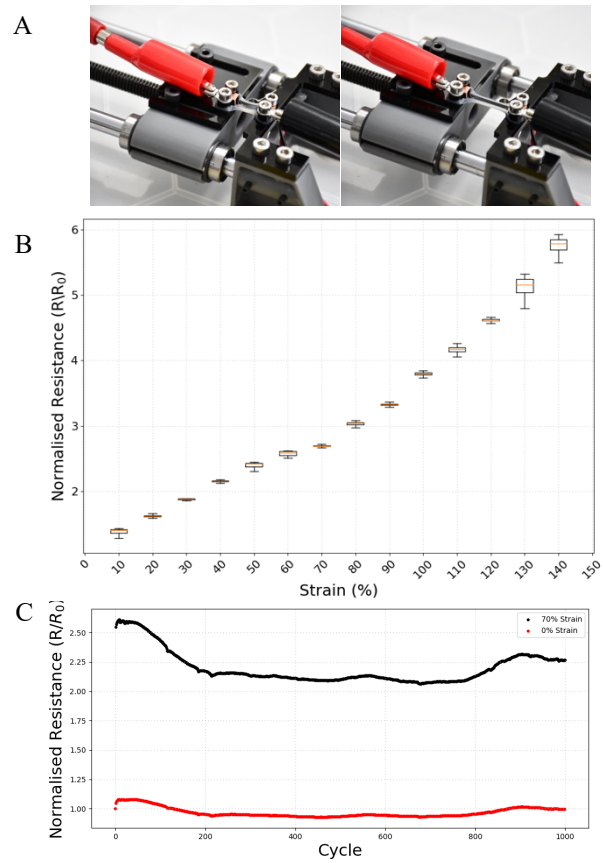 A
B
Normalised Resistance (R\R0)
6
5
4
3
2
0 10 20 30 40 50 60 70 80 90 100 110 120 130 140 150
Strain (%)
C
Normalised Resistance (R/R0)
2.50
2.25
2.00
1.75
1.50
1.25
1.00
70% Strain
0% Strain
0 200 400 600 800 1000
Cycle